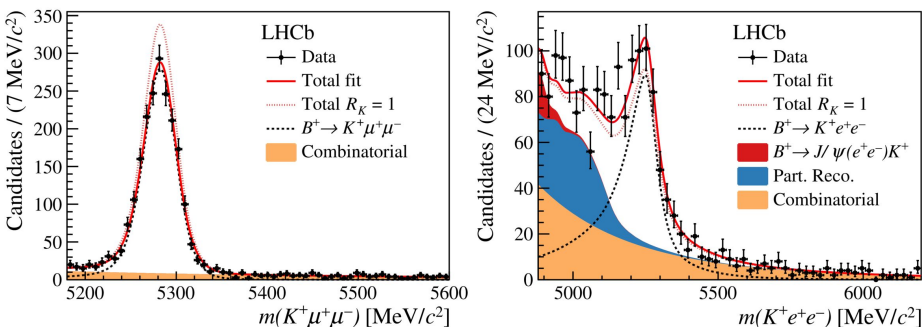 Candidates / (7 MeV/c²)
350
300
250
200
150
100
50
0
LHCb
Data
Total fit
Total R_K = 1
B⁺→ K⁺μ⁺μ⁻
Combinatorial
5200 5300 5400 5500 5600
m(K⁺μ⁺μ⁻) [MeV/c²]
Candidates / (24 MeV/c²)
100
80
60
40
20
0
LHCb
Data
Total fit
Total R_K = 1
B⁺→ K⁺e⁺e⁻
B⁺→ J/ψ(e⁺e⁻)K⁺
Part. Reco.
Combinatorial
5000 5500 6000
m(K⁺e⁺e⁻) [MeV/c²]